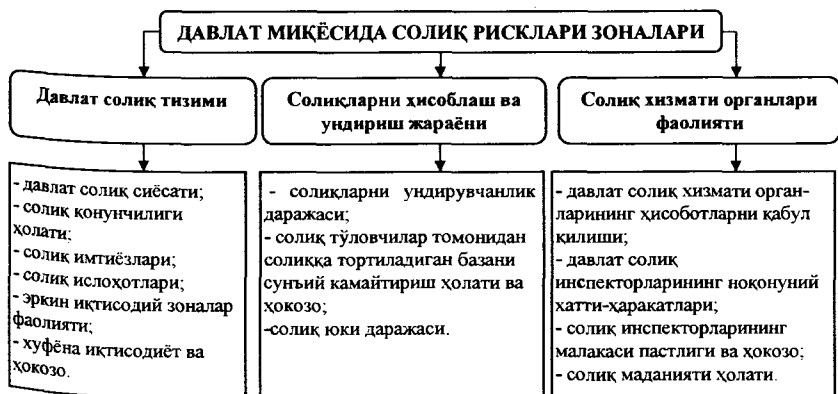 ДАВЛАТ МИҚЁСИДА СОЛИҚ РИСКЛАРИ ЗОНАЛАРИ
Давлат солиқ тизими
- давлат солиқ сиёсати;
- солиқ қонунчилиги
ҳолати;
- солиқ имтиёзлари;
- солиқ ислоҳотлари;
- эркин иқтисодий зоналар
фаолияти;
- хуфёна иқтисодиёт ва
ҳокозо.
Солиқларни ҳисоблаш ва
ундириш жараёни
- солиқларни ундирувчанлик
даражаси;
- солиқ тўловчилар томонидан
солиққа тортиладиган базани
сунъий камайтириш ҳолати ва
ҳокозо;
-солиқ юки даражаси.
Солиқ хизмати органлари
фаолияти
- давлат солиқ хизмати орган-
ларининг ҳисоботларни қабул
қилиши;
- давлат солиқ
инспекторларининг ноқонуний
хатти-ҳаракатлари;
- солиқ инспекторларининг
малакаси пастлиги ва ҳокозо;
- солиқ маданияти ҳолати.